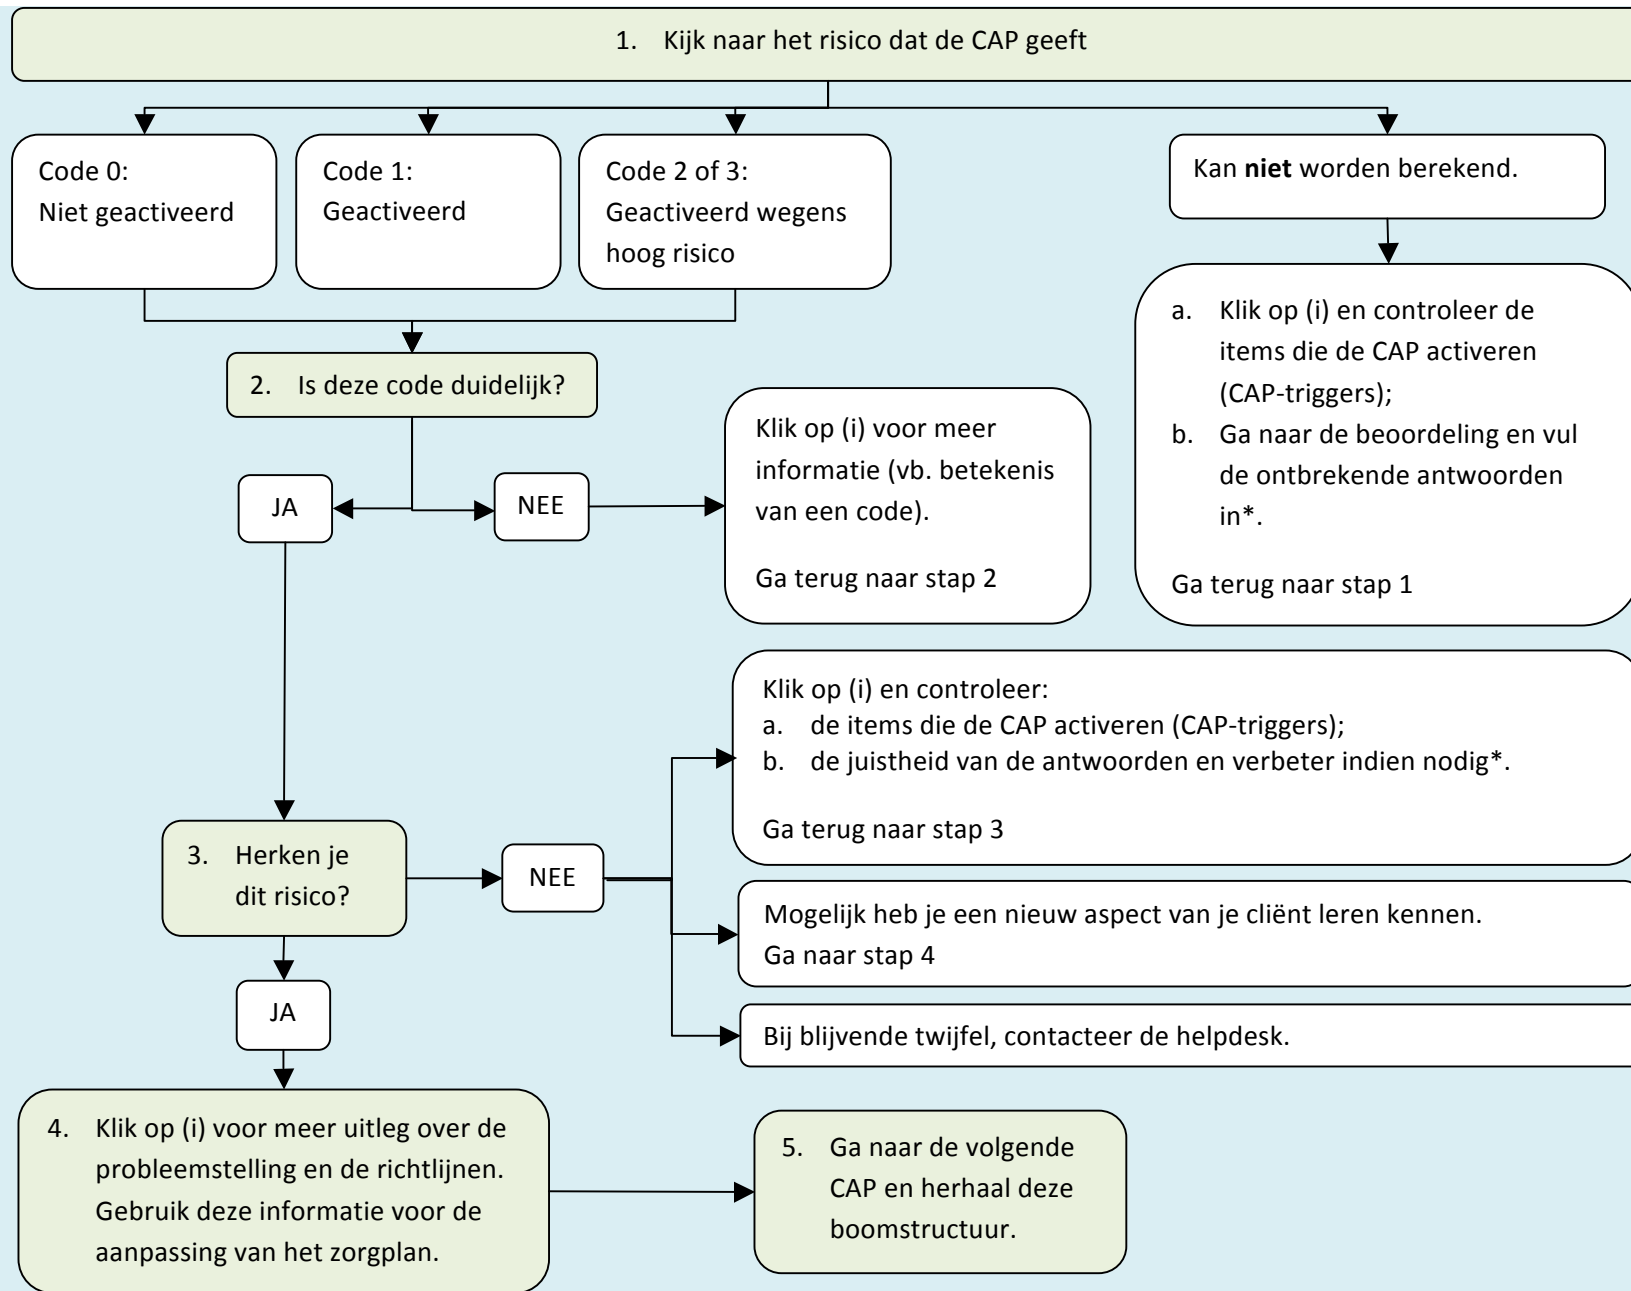 1. Kijk naar het risico dat de CAP geeft
Code 0:
Niet geactiveerd
Code 1:
Geactiveerd
Code 2 of 3:
Geactiveerd wegens
hoog risico
Kan niet worden berekend.
a. Klik op (i) en controleer de
items die de CAP activeren
(CAP-triggers);
b. Ga naar de beoordeling en vul
de ontbrekende antwoorden
in*.
Ga terug naar stap 1
2. Is deze code duidelijk?
JA
NEE
Klik op (i) voor meer
informatie (vb. betekenis
van een code).
Ga terug naar stap 2
3. Herken je
dit risico?
NEE
Klik op (i) en controleer:
a. de items die de CAP activeren (CAP-triggers);
b. de juistheid van de antwoorden en verbeter indien nodig*.
Ga terug naar stap 3
Mogelijk heb je een nieuw aspect van je cliënt leren kennen.
Ga naar stap 4
Bij blijvende twijfel, contacteer de helpdesk.
JA
4. Klik op (i) voor meer uitleg over de
probleemstelling en de richtlijnen.
Gebruik deze informatie voor de
aanpassing van het zorgplan.
5. Ga naar de volgende
CAP en herhaal deze
boomstructuur.